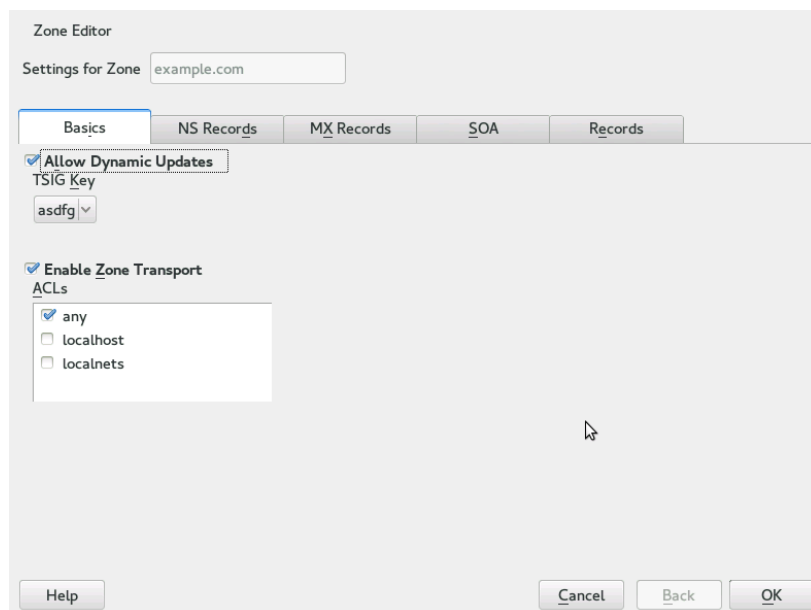 Zone Editor
Settings for Zone example.com
Basics NS Records MX Records SOA Records
Allow Dynamic Updates
TSIG Key
asdfg
Enable Zone Transport
ACLs
any
localhost
localnets
Help Cancel Back OK